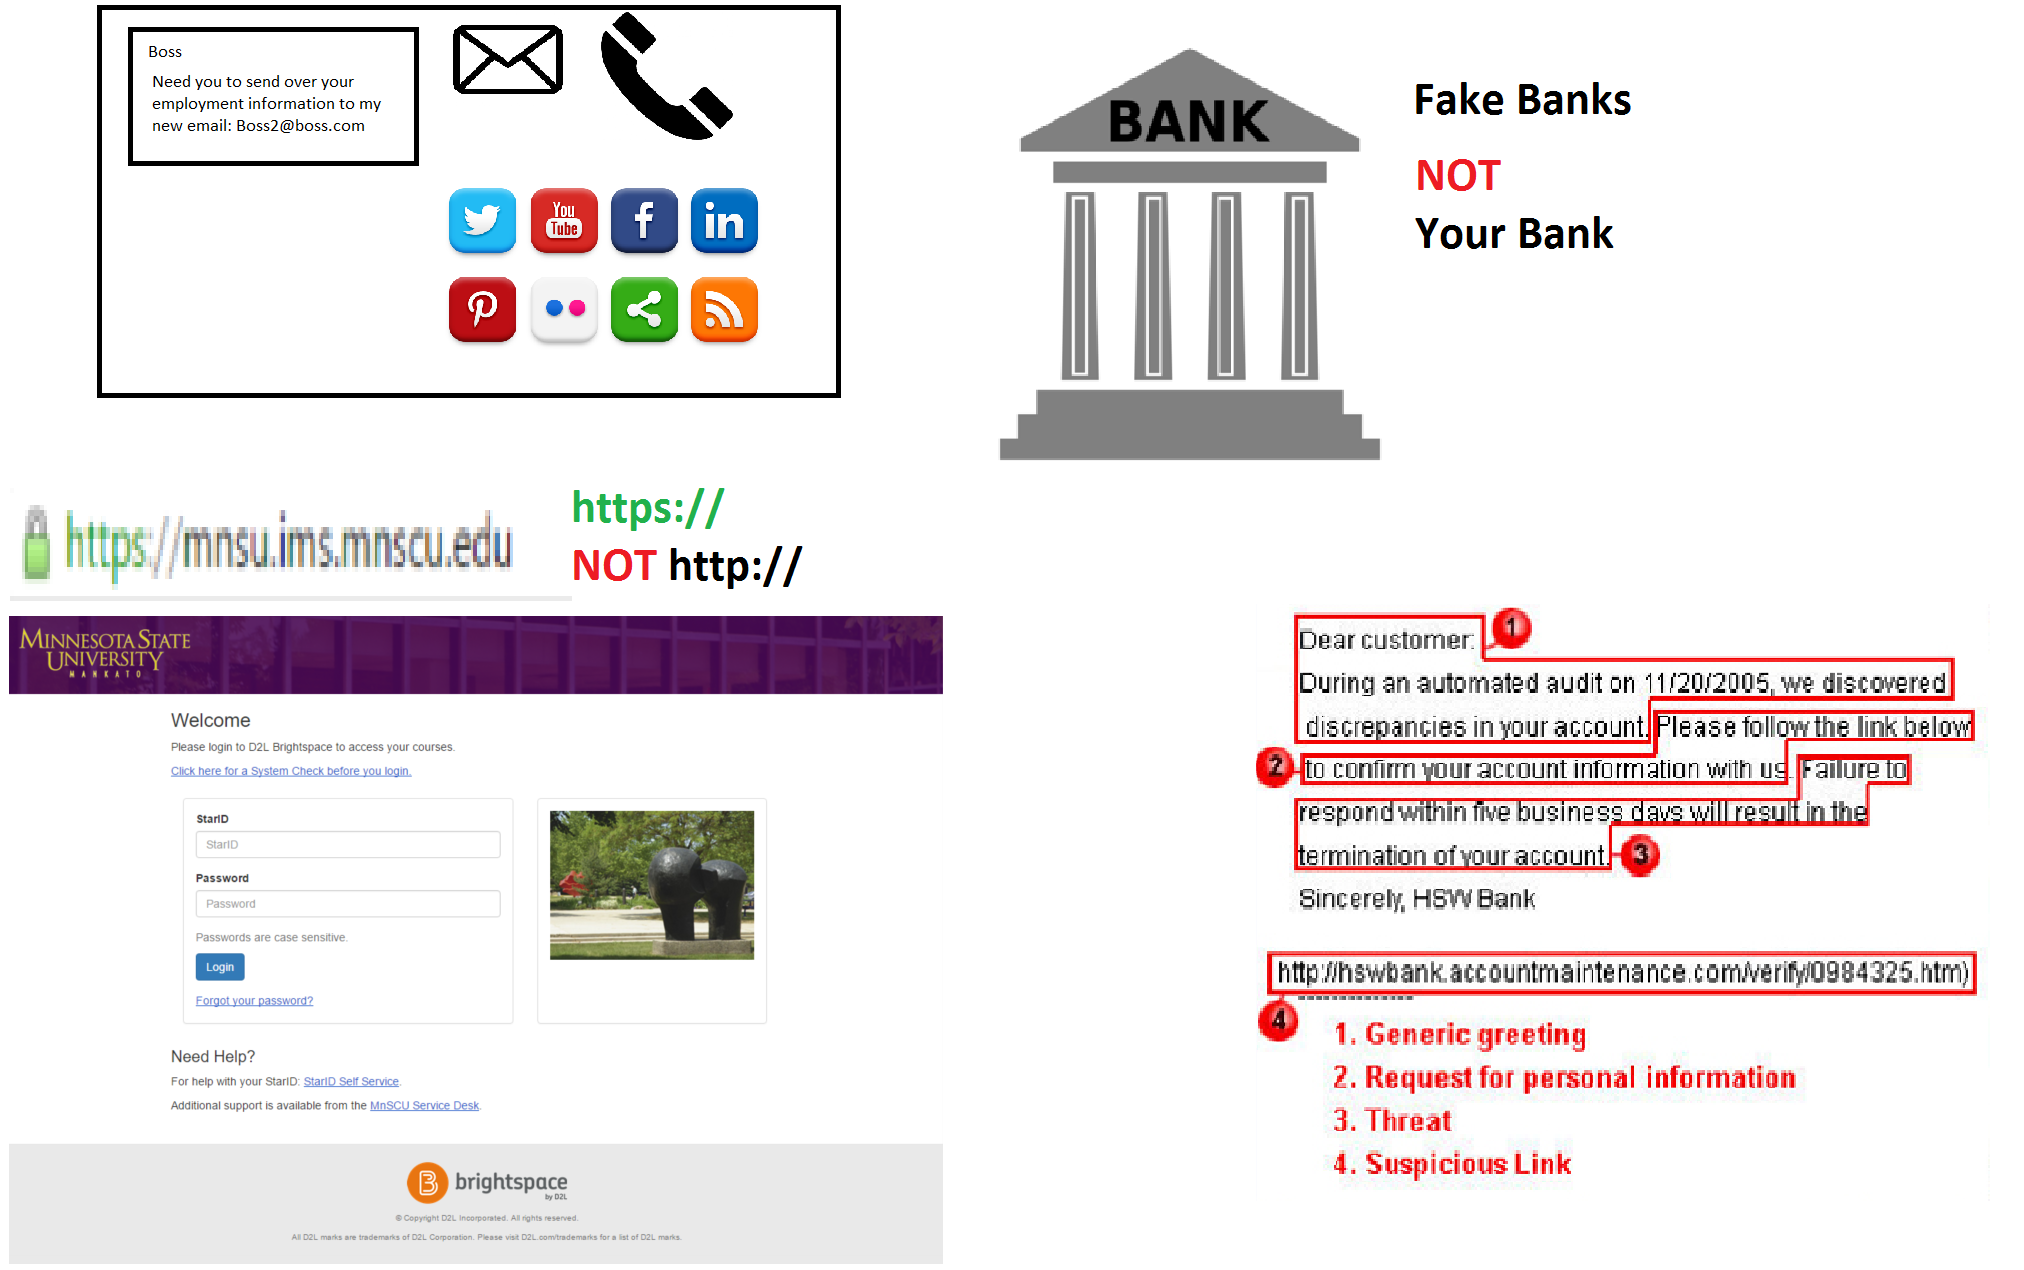 Boss
Need you to send over your
employment information to my
new email: Boss2@boss.com
You
Tube
f
in
BANK
Fake Banks
NOT
Your Bank
https://mnsu.ims.mnscu.edu
https://
NOT http://
MINNESOTA STATE
UNIVERSITY
MANKATO
Welcome
Please login to D2L Brightspace to access your courses.
Click here for a System Check before you login.
StarID
StarID
Password
Password
Passwords are case sensitive.
Login
Forgot your password?
Need Help?
For help with your StarID: StarID Self Service.
Additional support is available from the MnSCU Service Desk.
B brightspace
by D2L
© Copyright D2L Incorporated. All rights reserved.
All D2L marks are trademarks of D2L Corporation. Please visit D2L.com/trademarks for a list of D2L marks.
Dear customer: 1
During an automated audit on 11/20/2005, we discovered
discrepancies in your account. Please follow the link below
2 to confirm your account information with us. Failure to
respond within five business days will result in the
termination of your account. 3
Sincerely, HSW Bank
http://hswbank.accountmaintenance.com/verify/0984325.htm)
4
1. Generic greeting
2. Request for personal information
3. Threat
4. Suspicious Link